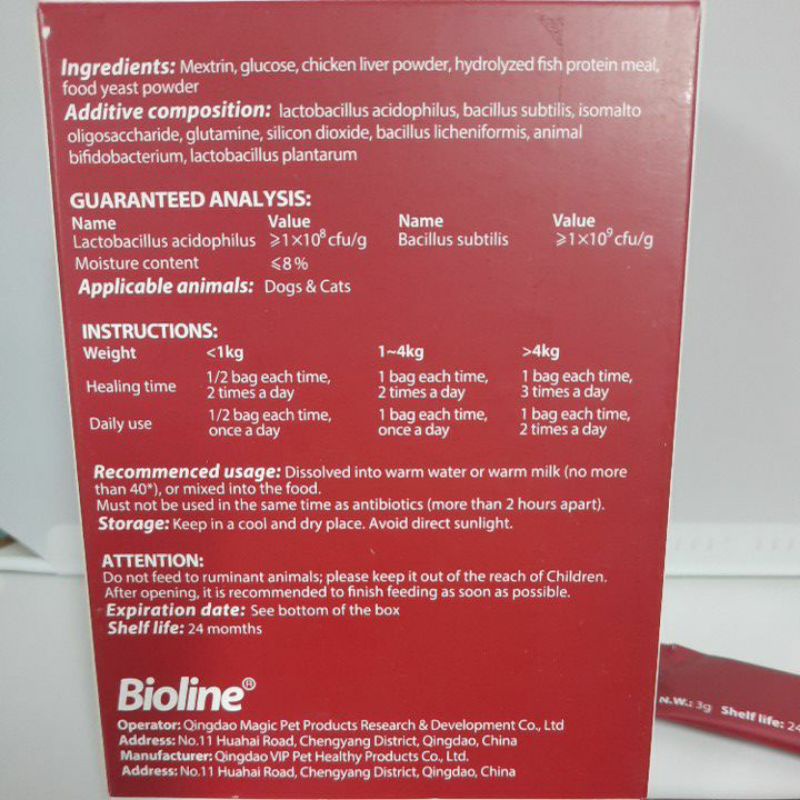 Ingredients: Mextrin, glucose, chicken liver powder, hydrolyzed fish protein meal,
food yeast powder
Additive composition: lactobacillus acidophilus, bacillus subtilis, isomalto
oligosaccharide, glutamine, silicon dioxide, bacillus licheniformis, animal
bifidobacterium, lactobacillus plantarum
GUARANTEED ANALYSIS:
Name Value Name Value
Lactobacillus acidophilus ⩾1×10⁸cfu/g Bacillus subtilis ⩾1×10⁹cfu/g
Moisture content ⩽8%
Applicable animals: Dogs & Cats
INSTRUCTIONS:
Weight <1kg 1~4kg >4kg
Healing time 1/2 bag each time, 2 times a day 1 bag each time, 2 times a day 1 bag each time, 3 times a day
Daily use 1/2 bag each time, once a day 1 bag each time, once a day 1 bag each time, 2 times a day
Recommenced usage: Dissolved into warm water or warm milk (no more
than 40*), or mixed into the food.
Must not be used in the same time as antibiotics (more than 2 hours apart).
Storage: Keep in a cool and dry place. Avoid direct sunlight.
ATTENTION:
Do not feed to ruminant animals; please keep it out of the reach of Children.
After opening, it is recommended to finish feeding as soon as possible.
Expiration date: See bottom of the box
Shelf life: 24 momths
Bioline®
Operator: Qingdao Magic Pet Products Research & Development Co., Ltd
Address: No.11 Huahai Road, Chengyang District, Qingdao, China
Manufacturer: Qingdao VIP Pet Healthy Products Co., Ltd.
Address: No.11 Huahai Road, Chengyang District, Qingdao, China
N.W.: 3g Shelf life: 24